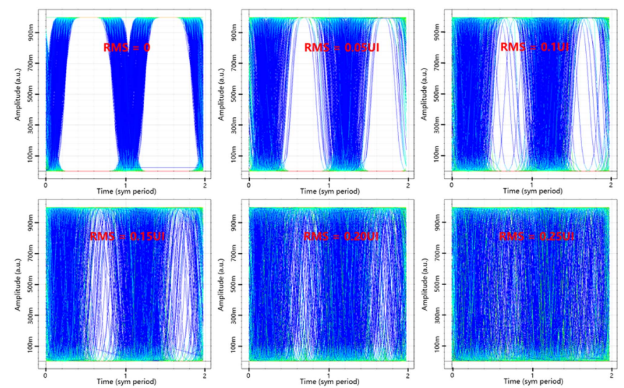 900m
700m
500m
300m
100m
Amplitude (a.u.)
RMS = 0
0
1
2
Time (sym period)
900m
700m
500m
300m
100m
Amplitude (a.u.)
RMS = 0.05UI
0
1
2
Time (sym period)
900m
700m
500m
300m
100m
Amplitude (a.u.)
RMS = 0.1UI
0
1
2
Time (sym period)
900m
700m
500m
300m
100m
Amplitude (a.u.)
RMS = 0.15UI
0
1
2
Time (sym period)
900m
700m
500m
300m
100m
Amplitude (a.u.)
RMS = 0.20UI
0
1
2
Time (sym period)
900m
700m
500m
300m
100m
Amplitude (a.u.)
RMS = 0.25UI
0
1
2
Time (sym period)